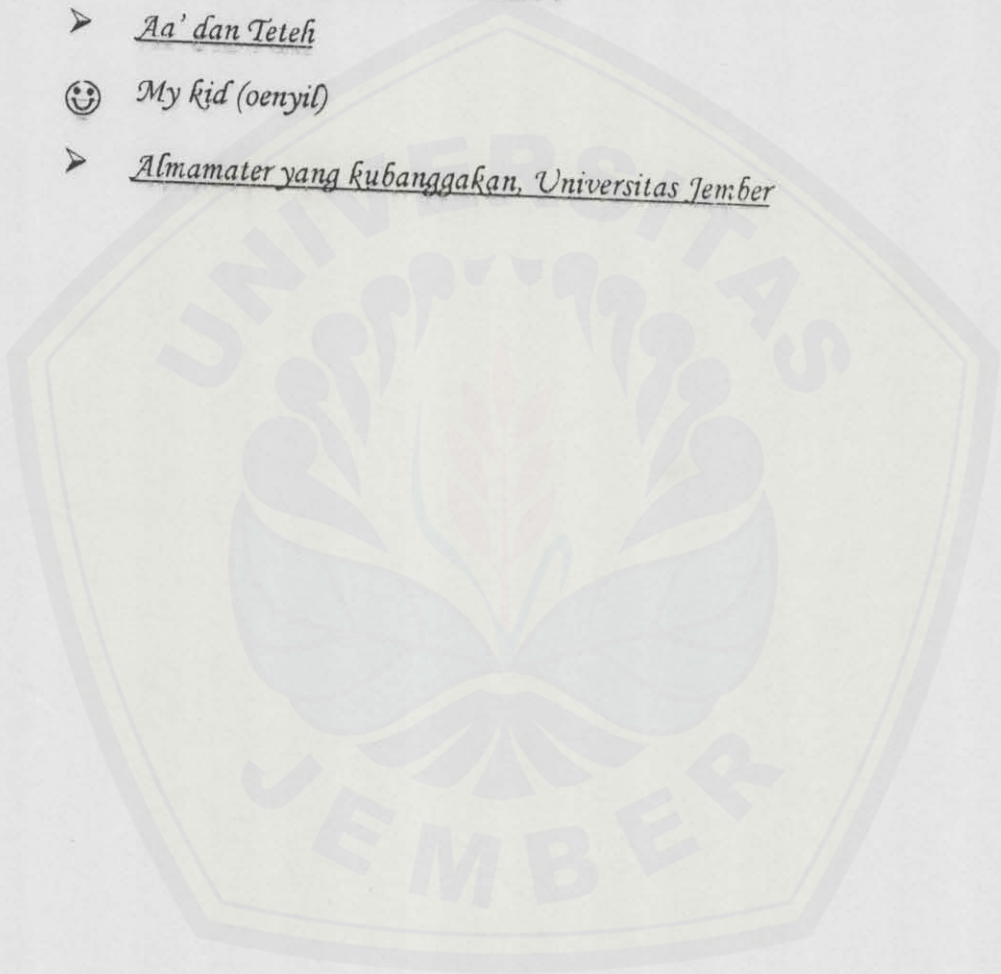 ➤ Aa' dan Teteh
☺ My kid (oenyil)
➤ Almamater yang kubanggakan, Universitas Jember
UNIVERSITAS
JEMBER